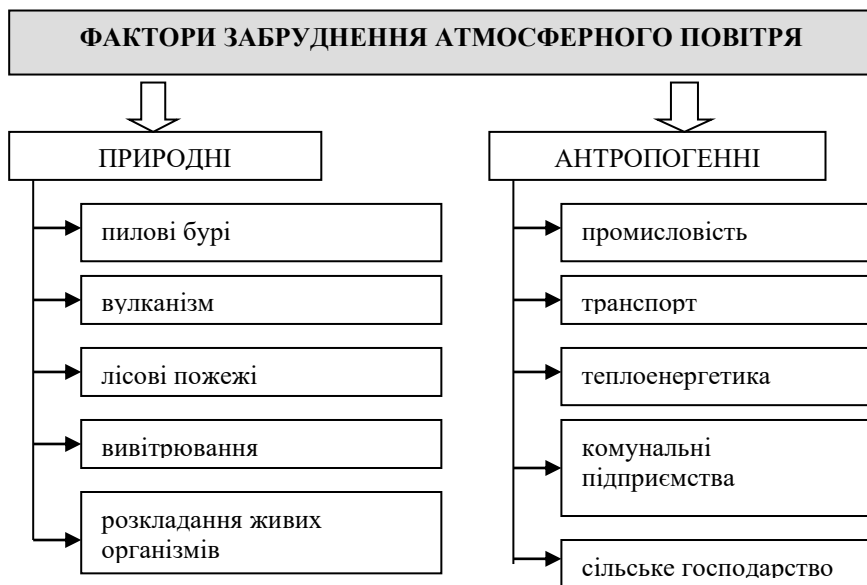 ФАКТОРИ ЗАБРУДНЕННЯ АТМОСФЕРНОГО ПОВІТРЯ
ПРИРОДНІ
пилові бурі
вулканізм
лісові пожежі
вивітрювання
розкладання живих
організмів
АНТРОПОГЕННІ
промисловість
транспорт
теплоенергетика
комунальні
підприємства
сільське господарство